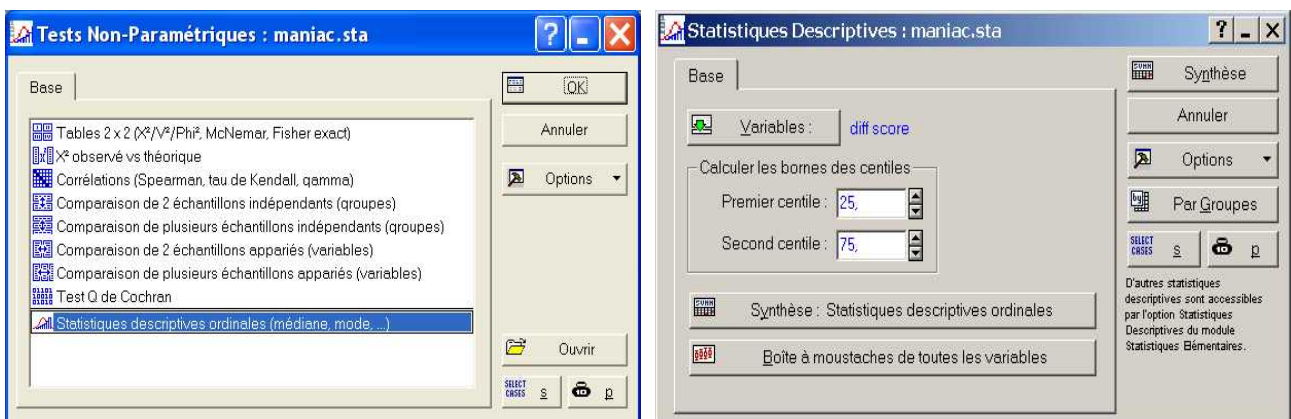 Tests Non-Paramétriques : maniac.sta
Base
Tables 2 x 2 (X²/V²/Phi², McNemar, Fisher exact)
X² observé vs théorique
Corrélations (Spearman, tau de Kendall, gamma)
Comparaison de 2 échantillons indépendants (groupes)
Comparaison de plusieurs échantillons indépendants (groupes)
Comparaison de 2 échantillons appariés (variables)
Comparaison de plusieurs échantillons appariés (variables)
Test Q de Cochran
Statistiques descriptives ordinales (médiane, mode, ...)
OK
Annuler
Options
Ouvrir
SELECT CASES s p
Statistiques Descriptives : maniac.sta
Base
Variables : diff score
Calculer les bornes des centiles
Premier centile : 25,
Second centile : 75,
Synthèse : Statistiques descriptives ordinales
Boîte à moustaches de toutes les variables
Synthèse
Annuler
Options
Par Groupes
SELECT CASES s p
D'autres statistiques
descriptives sont accessibles
par l'option Statistiques
Descriptives du module
Statistiques Elémentaires.